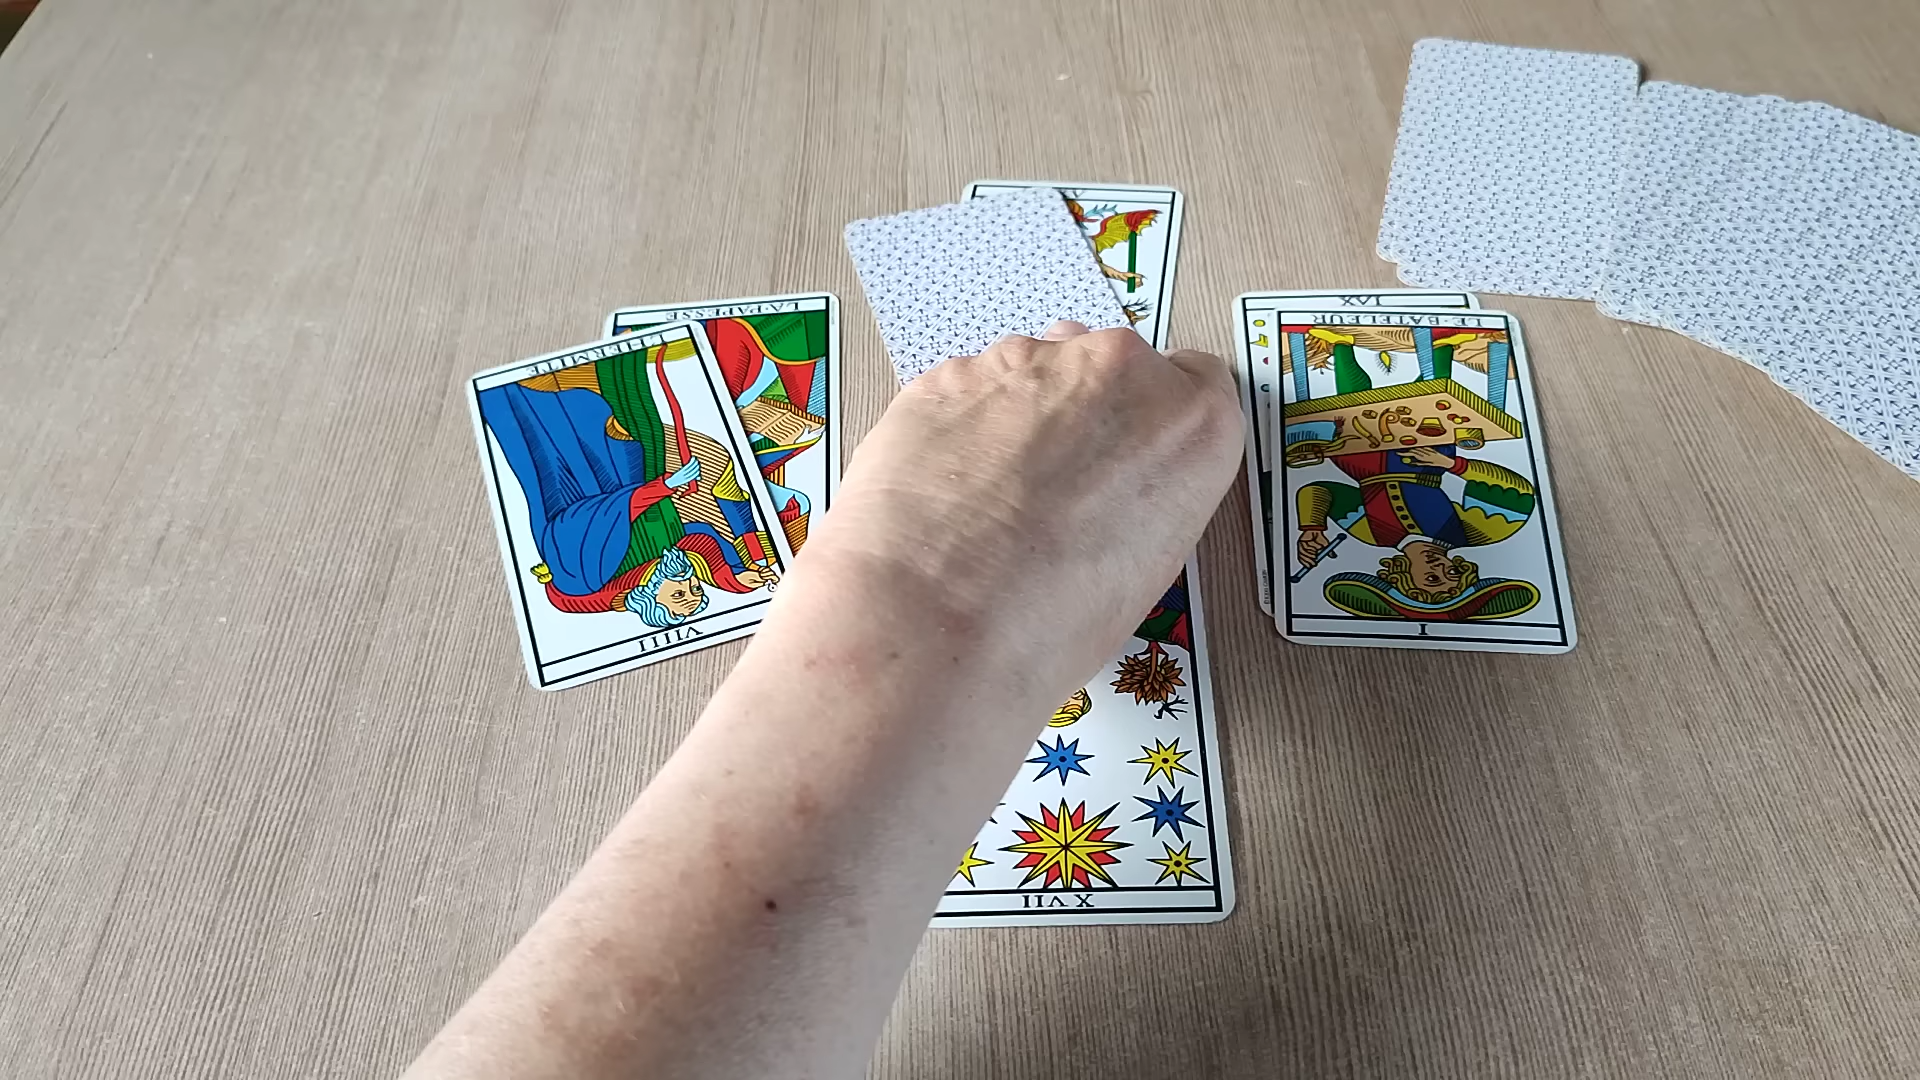 LA·PAPESSE
L'HERMITE
VIIII
LE·BATELEUR
I
XVII